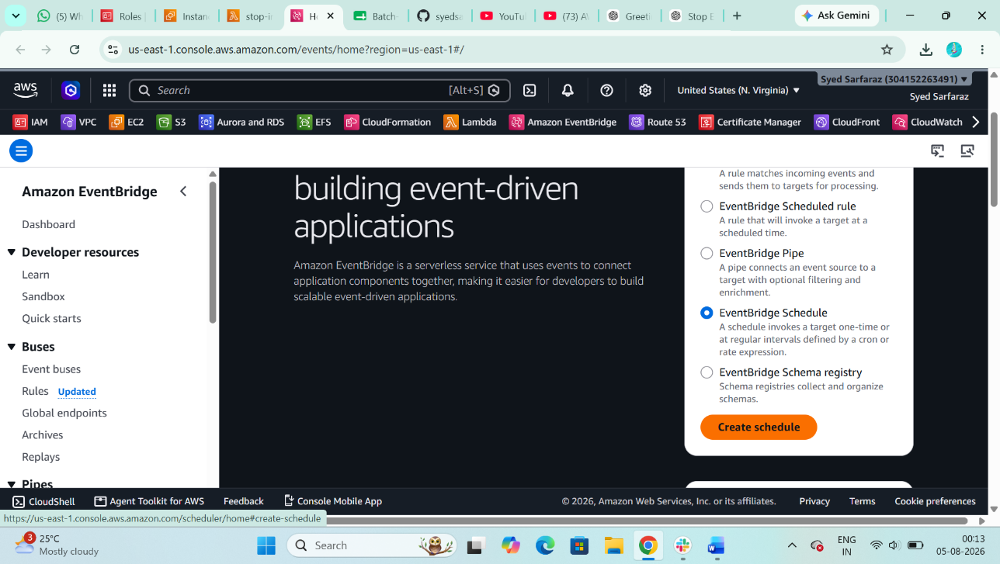 (5) Wh
Roles |
Instan
stop-i
H
Batch-
syedsa
YouTu
(73) A
Greeti
Stop E
Ask Gemini
us-east-1.console.aws.amazon.com/events/home?region=us-east-1#/
aws
Search
[Alt+S]
United States (N. Virginia)
Syed Sarfaraz (304152263491)
Syed Sarfaraz
IAM
VPC
EC2
S3
Aurora and RDS
EFS
CloudFormation
Lambda
Amazon EventBridge
Route 53
Certificate Manager
CloudFront
CloudWatch
Amazon EventBridge
Dashboard
Developer resources
Learn
Sandbox
Quick starts
Buses
Event buses
Rules Updated
Global endpoints
Archives
Replays
Pipes
building event-driven
applications
Amazon EventBridge is a serverless service that uses events to connect
application components together, making it easier for developers to build
scalable event-driven applications.
A rule matches incoming events and
sends them to targets for processing.
EventBridge Scheduled rule
A rule that will invoke a target at a
scheduled time.
EventBridge Pipe
A pipe connects an event source to a
target with optional filtering and
enrichment.
EventBridge Schedule
A schedule invokes a target one-time or
at regular intervals defined by a cron or
rate expression.
EventBridge Schema registry
Schema registries collect and organize
schemas.
Create schedule
CloudShell
Agent Toolkit for AWS
Feedback
Console Mobile App
© 2026, Amazon Web Services, Inc. or its affiliates.
Privacy
Terms
Cookie preferences
https://us-east-1.console.aws.amazon.com/scheduler/home#create-schedule
3
25°C
Mostly cloudy
Search
ENG
IN
00:13
05-08-2026